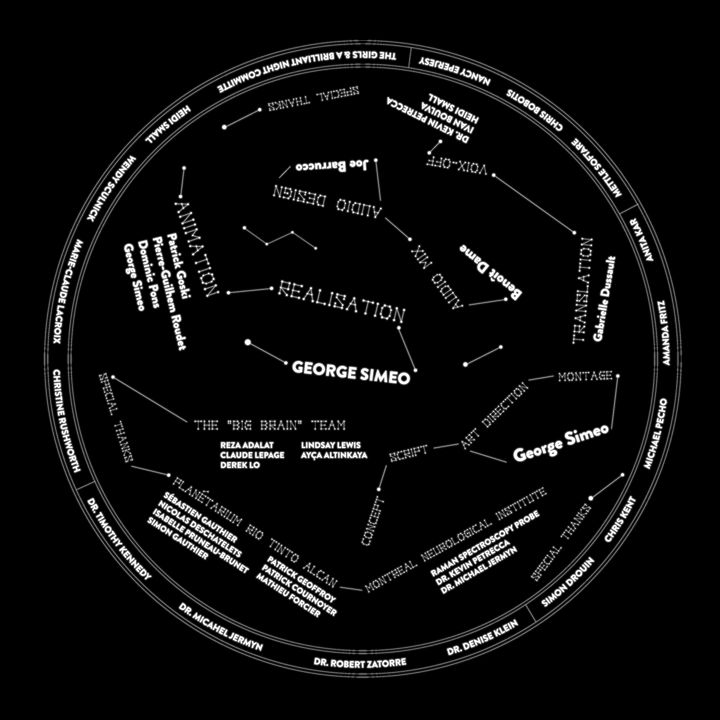 THE GIRLS & A BRILLIANT NIGHT COMMITTE
NANCY EPERJESY
CHRIS BOBOTIS
METTLE SOFTARE
ANITA KAR
AMANDA FRITZ
MICHAEL PECHO
CHRIS KENT
SIMON DROUIN
DR. DENISE KLEIN
DR. ROBERT ZATORRE
DR. MICAHEL JERMYN
DR. TIMOTHY KENNEDY
CHRISTINE RUSHWORTH
MARIE-CLAUDE LACROIX
WENDY SCULNICK
HEIDI SMALL
SPECIAL THANKS
VOIX-OFF
DR. KEVIN PETRECCA
IVAN BOULVA
HEIDI SMALL
AUDIO DESIGN
Joe Barrucco
ANIMATION
Patrick Goski
Pierre-Guilhem Roudet
Dominic Pons
George Simeo
AUDIO MIX
Benoit Dame
TRANSLATION
Gabrielle Dussault
REALISATION
GEORGE SIMEO
MONTAGE
ART DIRECTION
George Simeo
SCRIPT
CONCEPT
SPECIAL THANKS
THE "BIG BRAIN" TEAM
REZA ADALAT
CLAUDE LEPAGE
DEREK LO
LINDSAY LEWIS
AYÇA ALTINKAYA
PLANÉTARIUM RIO TINTO ALCAN
SÉBASTIEN GAUTHIER
NICOLAS DESCHATELETS
ISABELLE PRUNEAU-BRUNET
SIMON GAUTHIER
PATRICK GEOFFROY
PATRICK COURNOYER
MATHIEU FORCIER
MONTREAL NEUROLOGICAL INSTITUTE
RAMAN SPECTROSCOPY PROBE
DR. KEVIN PETRECCA
DR. MICHAEL JERMYN
SPECIAL THANKS